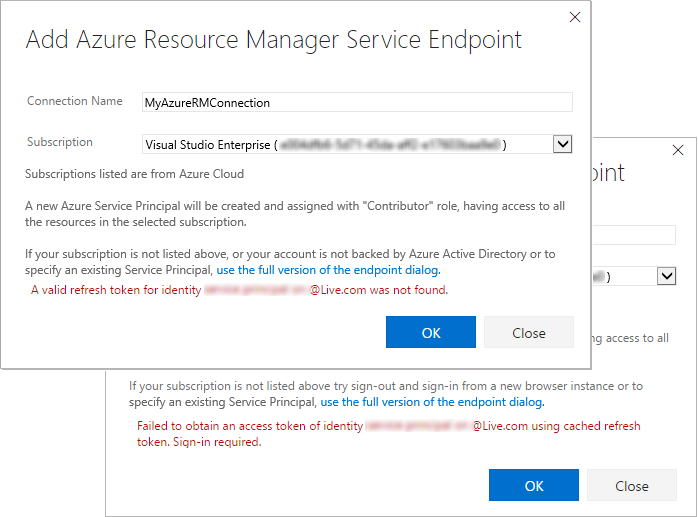 Add Azure Resource Manager Service Endpoint
Connection Name MyAzureRMConnection
Subscription Visual Studio Enterprise ( )
Subscriptions listed are from Azure Cloud
A new Azure Service Principal will be created and assigned with "Contributor" role, having access to all
the resources in the selected subscription.
If your subscription is not listed above, or your account is not backed by Azure Active Directory or to
specify an existing Service Principal, use the full version of the endpoint dialog.
A valid refresh token for identity @Live.com was not found.
OK Close
oint
)
ng access to all
If your subscription is not listed above try sign-out and sign-in from a new browser instance or to
specify an existing Service Principal, use the full version of the endpoint dialog.
Failed to obtain an access token of identity @Live.com using cached refresh
token. Sign-in required.
OK Close